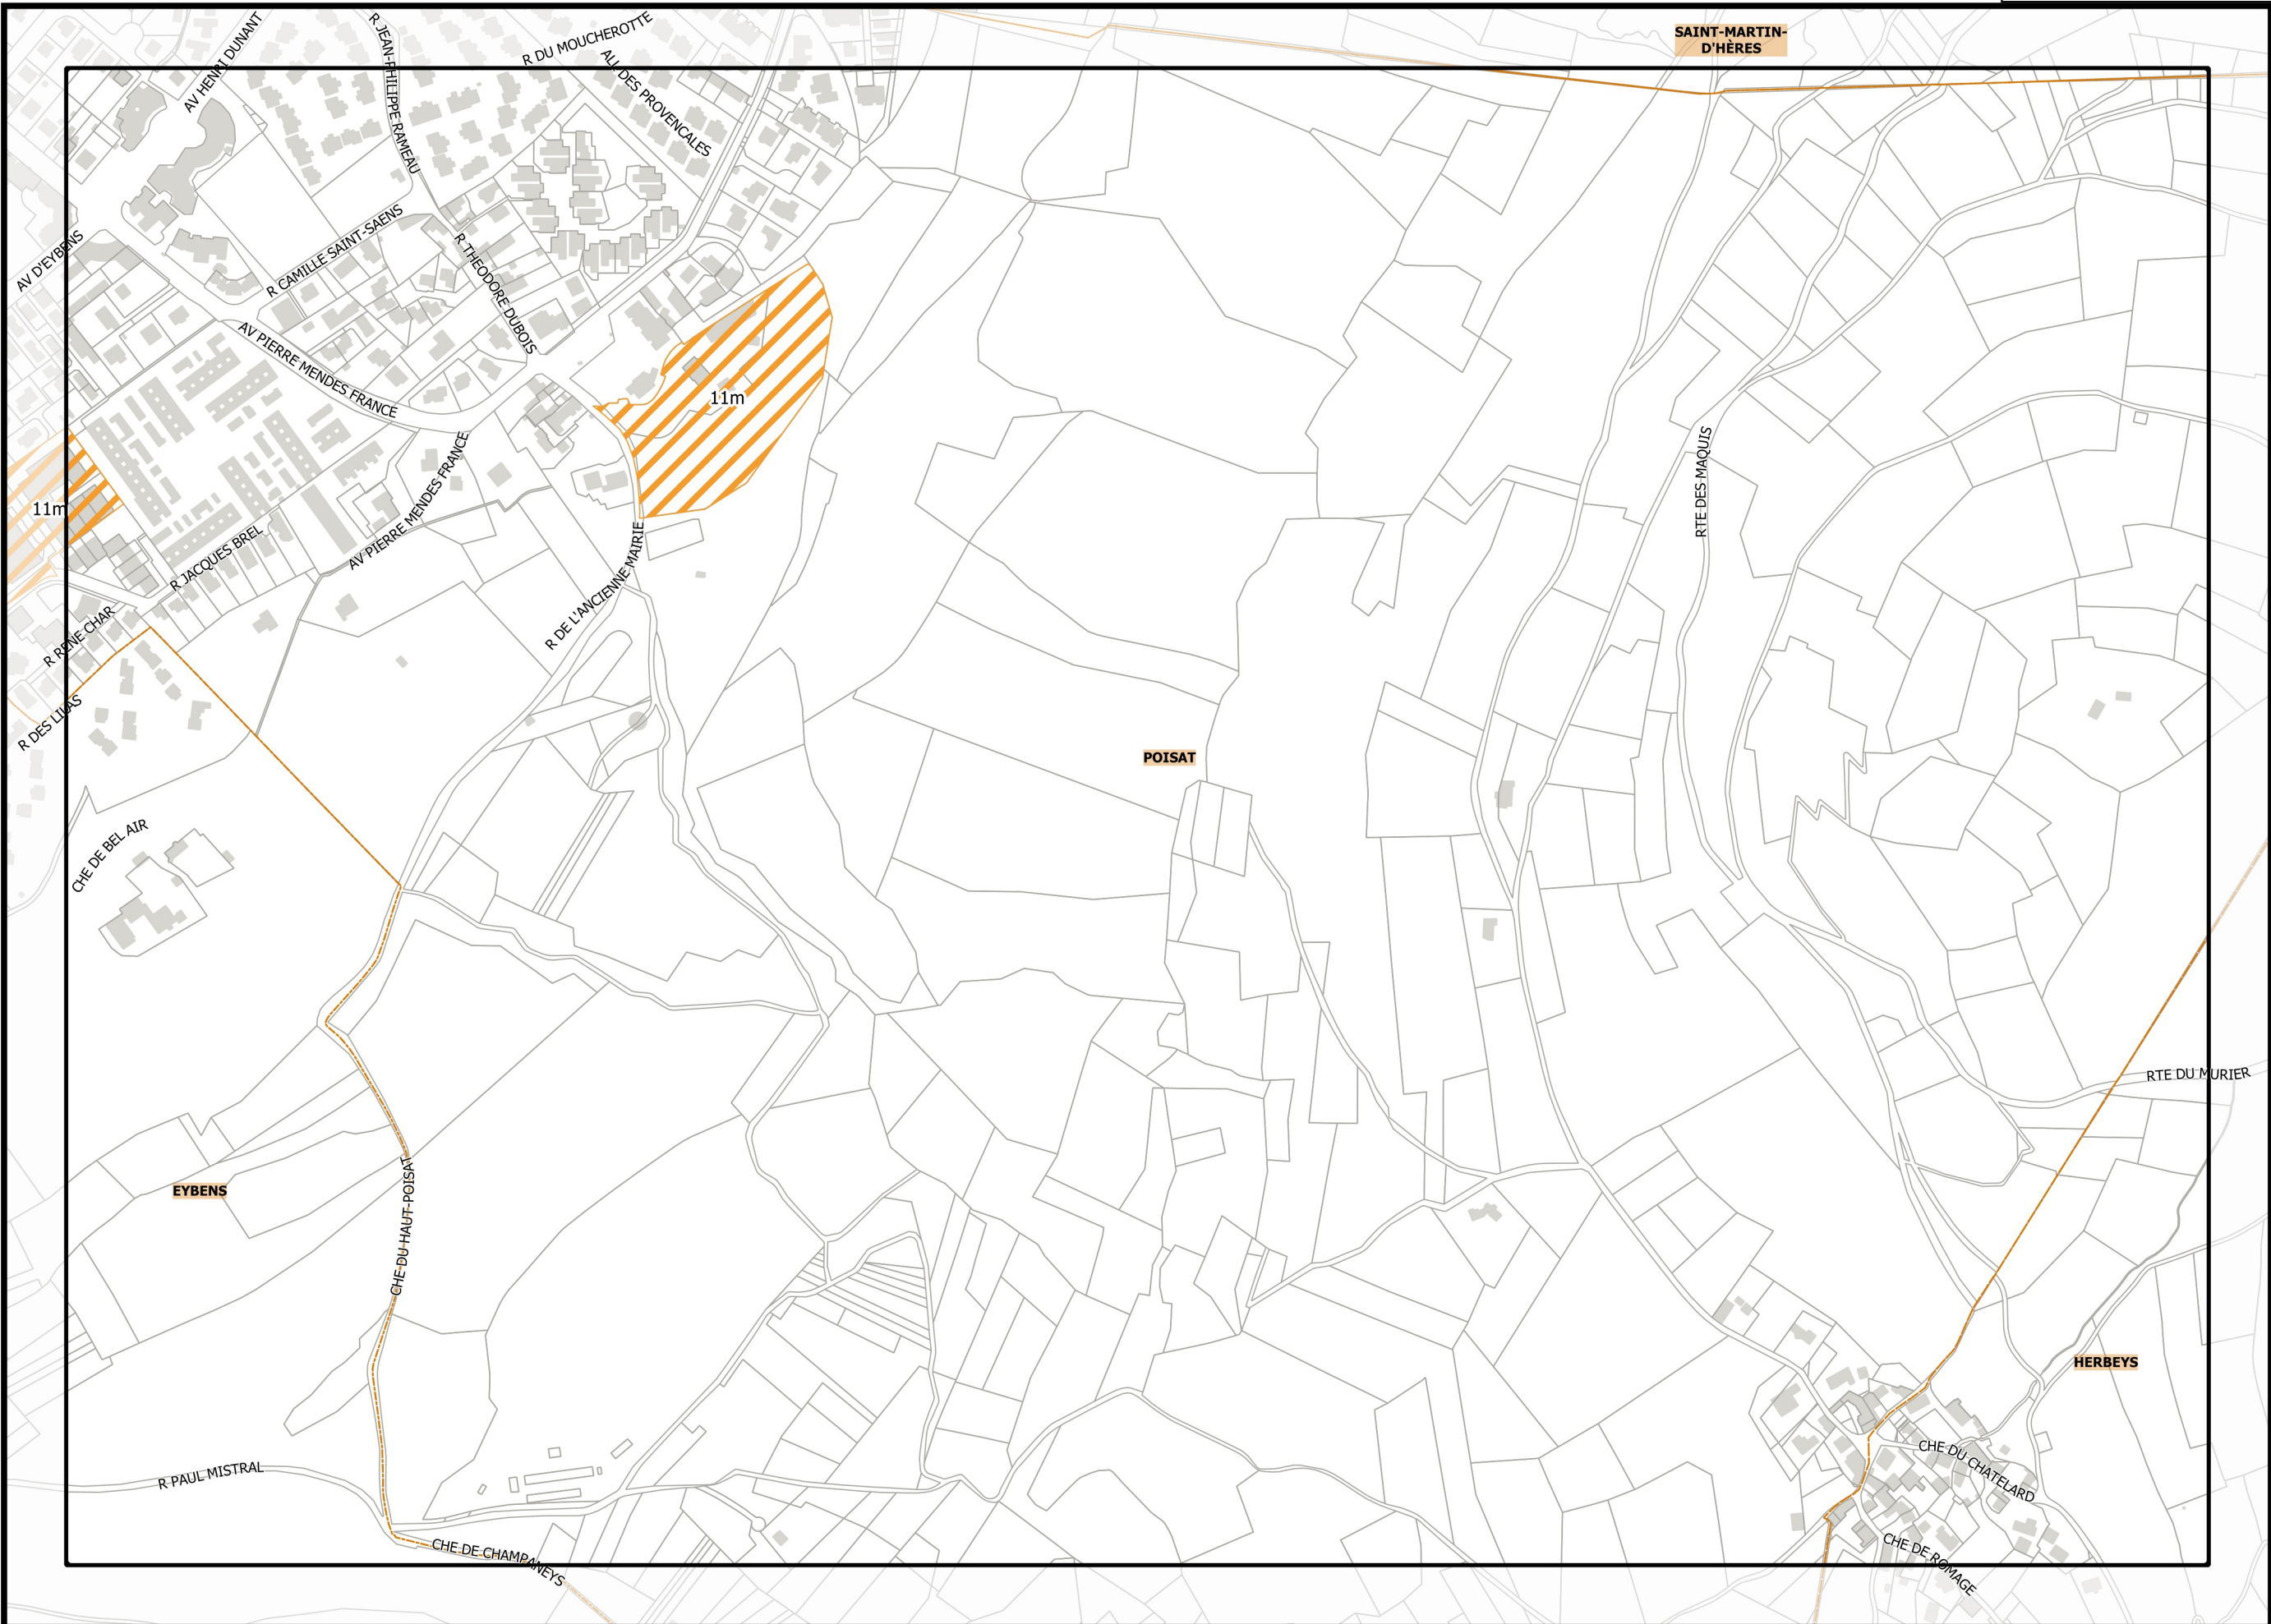 SAINT-MARTIN-
D'HÈRES
R JEAN-PHILIPPE RAMEAU
AV HENRI DUNANT
R DU MOUCHEROTTE
ALL DES PROVENCALES
R CAMILLE SAINT-SAENS
AV D'EYBENS
R THEODORE DUBOIS
AV PIERRE MENDES FRANCE
11m
AV PIERRE MENDES FRANCE
RTE DES MAQUIS
11m
R JACQUES BREL
R DE L'ANCIENNE MAIRIE
R RENE CHAR
R DES LILAS
POISAT
CHE DE BEL AIR
RTE DU MURIER
EYBENS
CHE DU HAUT-POISAT
HERBEYS
R PAUL MISTRAL
CHE DU CHATELARD
CHE DE CHAMPANEYS
CHE DE ROMAGE